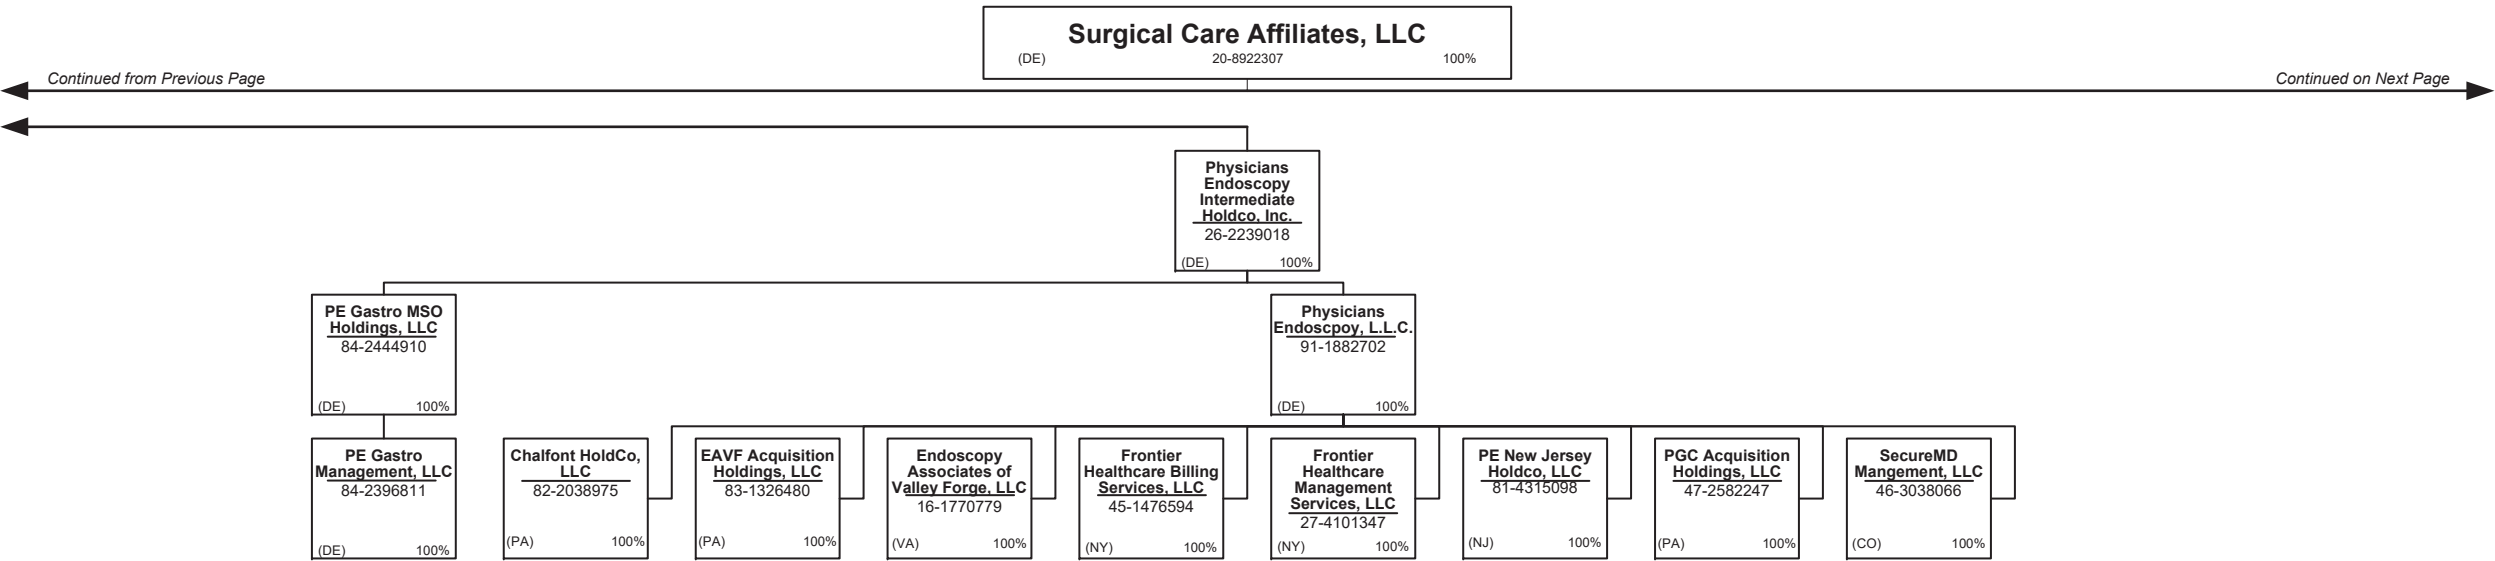 Surgical Care Affiliates, LLC
(DE) 20-8922307 100%
Continued from Previous Page
Continued on Next Page
Physicians
Endoscopy
Intermediate
Holdco, Inc.
26-2239018
(DE) 100%
PE Gastro MSO
Holdings, LLC
84-2444910
(DE) 100%
Physicians
Endoscpoy, L.L.C.
91-1882702
(DE) 100%
PE Gastro
Management, LLC
84-2396811
(DE) 100%
Chalfont HoldCo,
LLC
82-2038975
(PA) 100%
EAVF Acquisition
Holdings, LLC
83-1326480
(PA) 100%
Endoscopy
Associates of
Valley Forge, LLC
16-1770779
(VA) 100%
Frontier
Healthcare Billing
Services, LLC
45-1476594
(NY) 100%
Frontier
Healthcare
Management
Services, LLC
27-4101347
(NY) 100%
PE New Jersey
Holdco, LLC
81-4315098
(NJ) 100%
PGC Acquisition
Holdings, LLC
47-2582247
(PA) 100%
SecureMD
Mangement, LLC
46-3038066
(CO) 100%